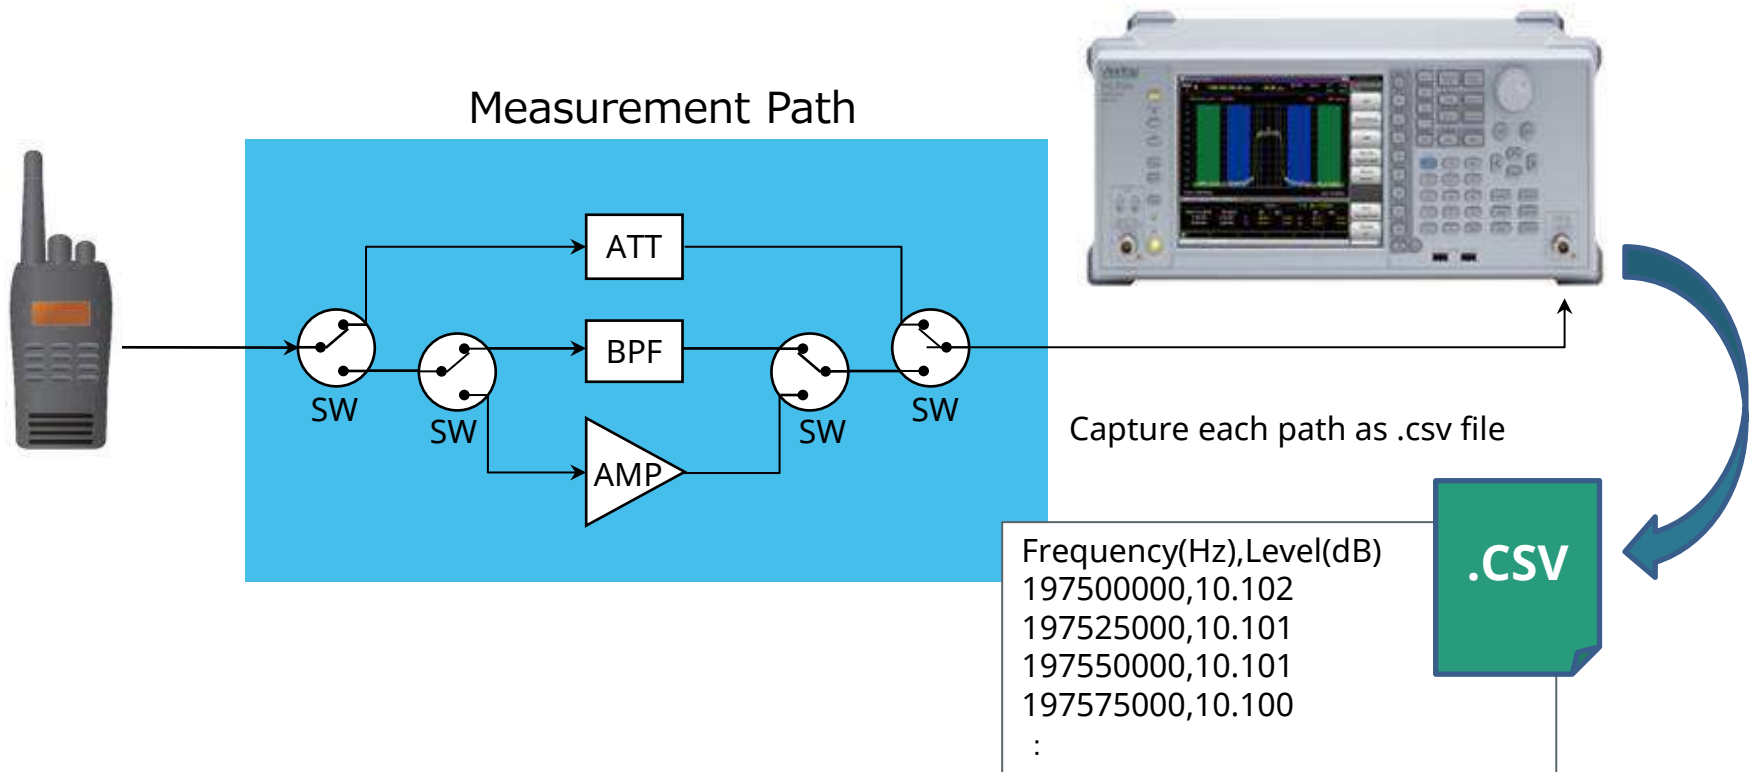 Measurement Path
ATT
BPF
AMP
SW
SW
SW
SW
Capture each path as .csv file
.CSV
Frequency(Hz),Level(dB)
197500000,10.102
197525000,10.101
197550000,10.101
197575000,10.100
: